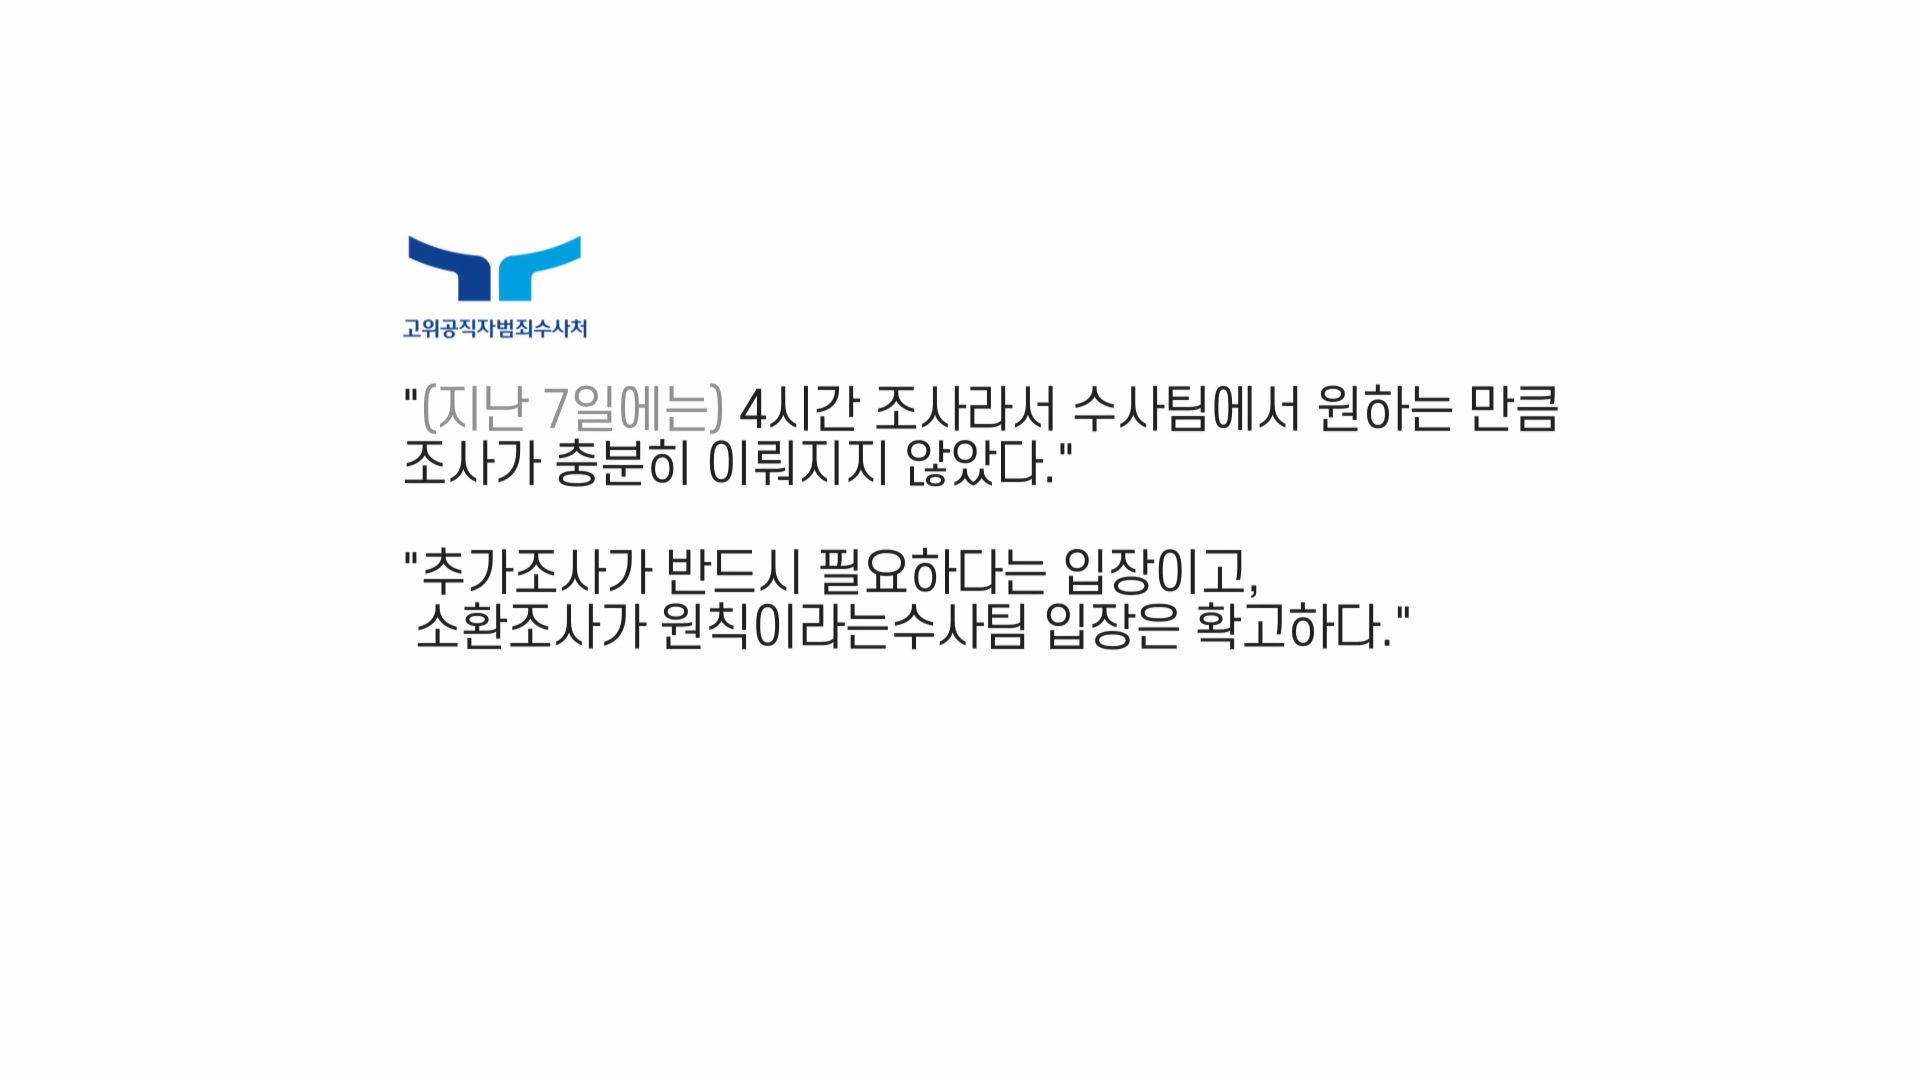 고위공직자범죄수사처
"(지난 7일에는) 4시간 조사라서 수사팀에서 원하는 만큼
조사가 충분히 이뤄지지 않았다."
"추가조사가 반드시 필요하다는 입장이고,
소환조사가 원칙이라는수사팀 입장은 확고하다."